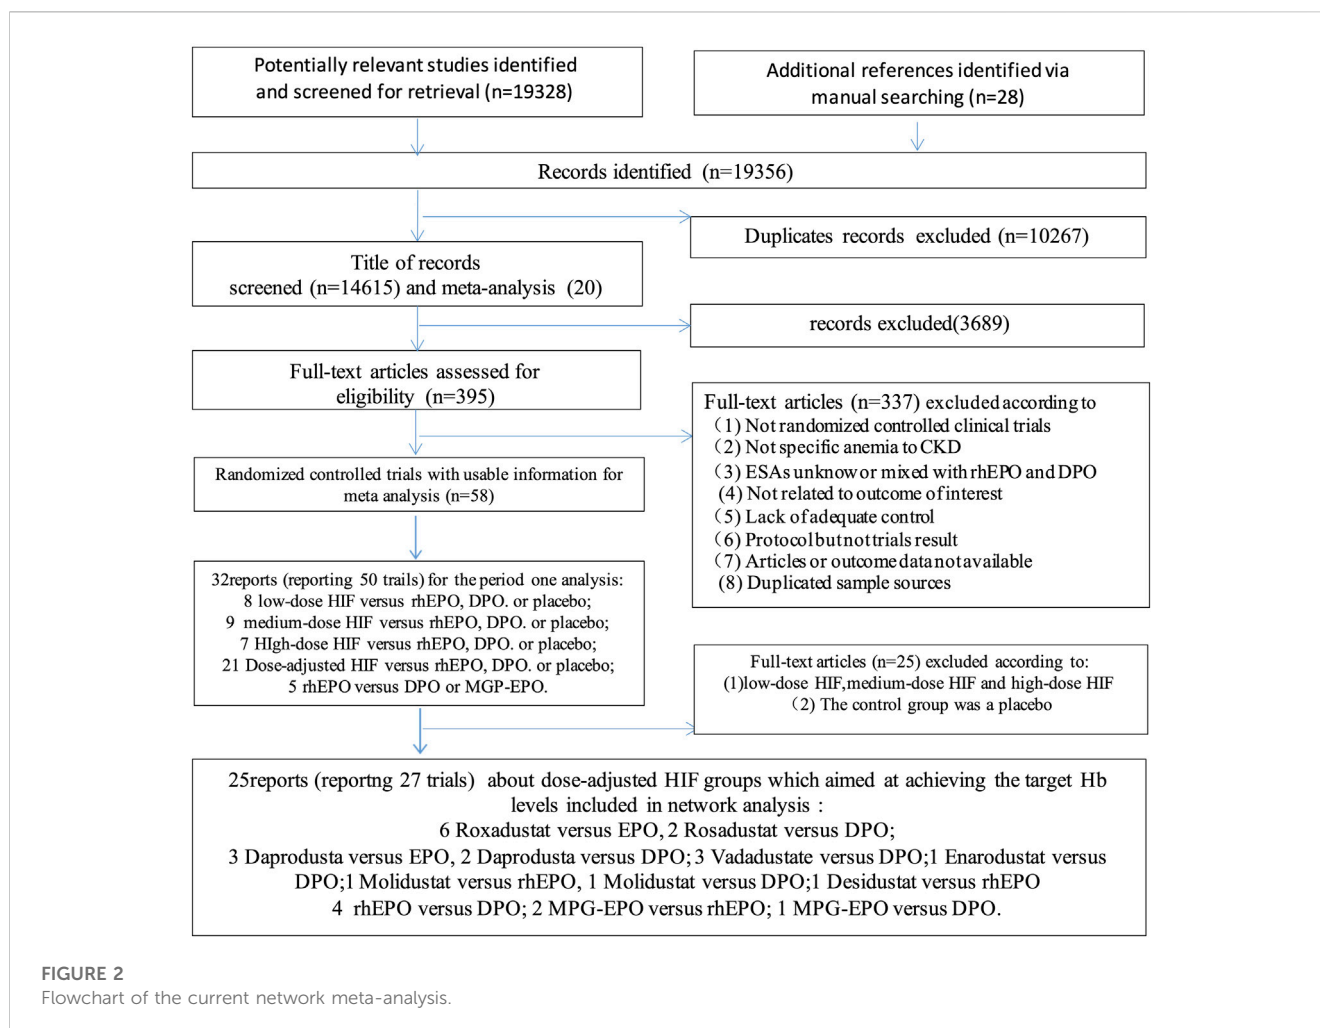 Potentially relevant studies identified
and screened for retrieval (n=19328)
Additional references identified via
manual searching (n=28)
Records identified (n=19356)
Duplicates records excluded (n=10267)
Title of records
screened (n=14615) and meta-analysis (20)
records excluded(3689)
Full-text articles assessed for
eligibility (n=395)
Full-text articles (n=337) excluded according to
(1) Not randomized controlled clinical trials
(2) Not specific anemia to CKD
(3) ESAs unknow or mixed with rhEPO and DPO
(4) Not related to outcome of interest
(5) Lack of adequate control
(6) Protocol but not trials result
(7) Articles or outcome data not available
(8) Duplicated sample sources
Randomized controlled trials with usable information for
meta analysis (n=58)
32reports (reporting 50 trails) for the period one analysis:
8 low-dose HIF versus rhEPO, DPO. or placebo;
9 medium-dose HIF versus rhEPO, DPO. or placebo;
7 HIgh-dose HIF versus rhEPO, DPO. or placebo;
21 Dose-adjusted HIF versus rhEPO, DPO. or placebo;
5 rhEPO versus DPO or MGP-EPO.
Full-text articles (n=25) excluded according to:
(1)low-dose HIF,medium-dose HIF and high-dose HIF
(2) The control group was a placebo
25reports (reportng 27 trials) about dose-adjusted HIF groups which aimed at achieving the target Hb
levels included in network analysis :
6 Roxadustat versus EPO, 2 Rosadustat versus DPO;
3 Daprodusta versus EPO, 2 Daprodusta versus DPO; 3 Vadadustate versus DPO;1 Enarodustat versus
DPO;1 Molidustat versus rhEPO, 1 Molidustat versus DPO;1 Desidustat versus rhEPO
4 rhEPO versus DPO; 2 MPG-EPO versus rhEPO; 1 MPG-EPO versus DPO.
FIGURE 2
Flowchart of the current network meta-analysis.